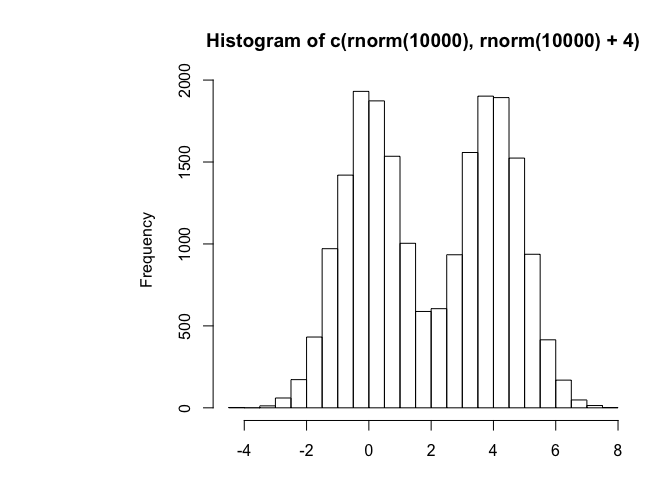 Histogram of c(rnorm(10000), rnorm(10000) + 4)
Frequency
2000
1500
1000
500
0
-4 -2 0 2 4 6 8